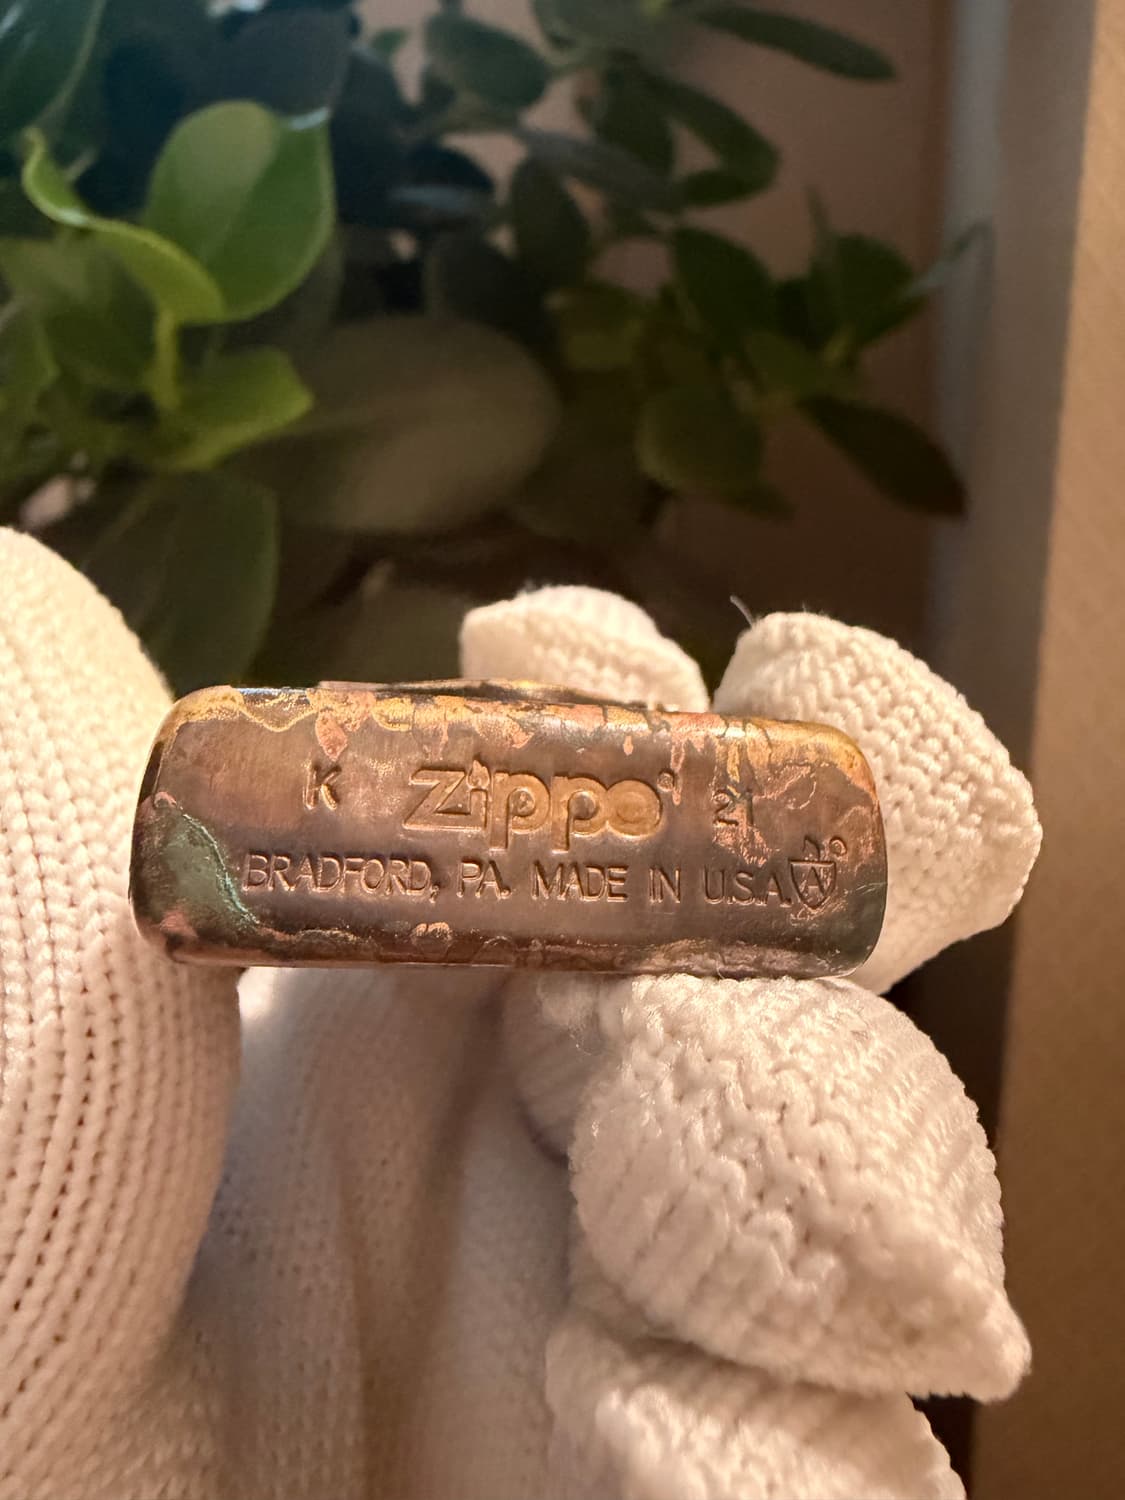 K Zippo® 21
BRADFORD, PA. MADE IN U.S.A.
A